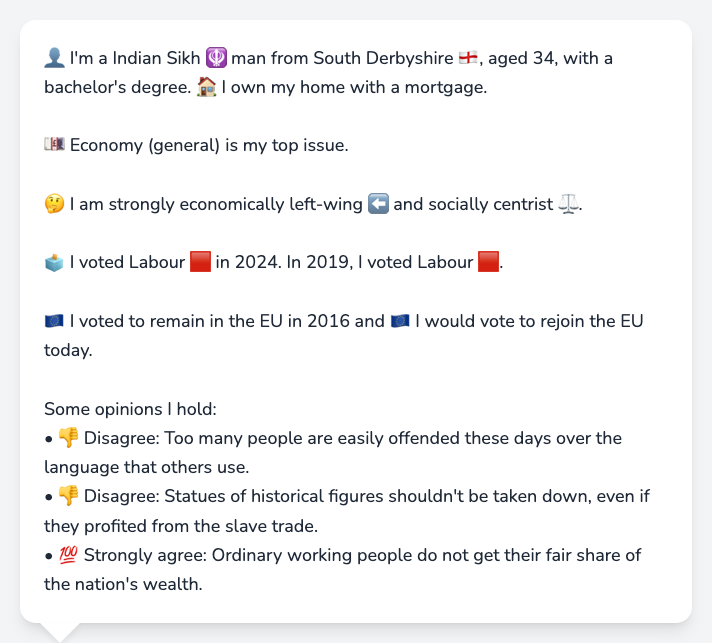 👤 I'm a Indian Sikh 🪯 man from South Derbyshire 🏴󠁧󠁢󠁥󠁮󠁧󠁿, aged 34, with a
bachelor's degree. 🏠 I own my home with a mortgage.
💷 Economy (general) is my top issue.
🤔 I am strongly economically left-wing ⬅️ and socially centrist ⚖️.
🗳️ I voted Labour 🟥 in 2024. In 2019, I voted Labour 🟥.
🇪🇺 I voted to remain in the EU in 2016 and 🇪🇺 I would vote to rejoin the EU
today.
Some opinions I hold:
• 👎 Disagree: Too many people are easily offended these days over the
language that others use.
• 👎 Disagree: Statues of historical figures shouldn't be taken down, even if
they profited from the slave trade.
• 💯 Strongly agree: Ordinary working people do not get their fair share of
the nation's wealth.